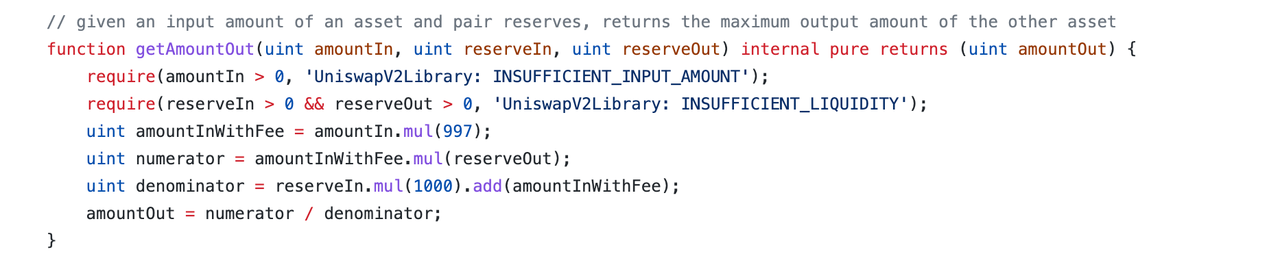 // given an input amount of an asset and pair reserves, returns the maximum output amount of the other asset
function getAmountOut(uint amountIn, uint reserveIn, uint reserveOut) internal pure returns (uint amountOut) {
    require(amountIn > 0, 'UniswapV2Library: INSUFFICIENT_INPUT_AMOUNT');
    require(reserveIn > 0 && reserveOut > 0, 'UniswapV2Library: INSUFFICIENT_LIQUIDITY');
    uint amountInWithFee = amountIn.mul(997);
    uint numerator = amountInWithFee.mul(reserveOut);
    uint denominator = reserveIn.mul(1000).add(amountInWithFee);
    amountOut = numerator / denominator;
}